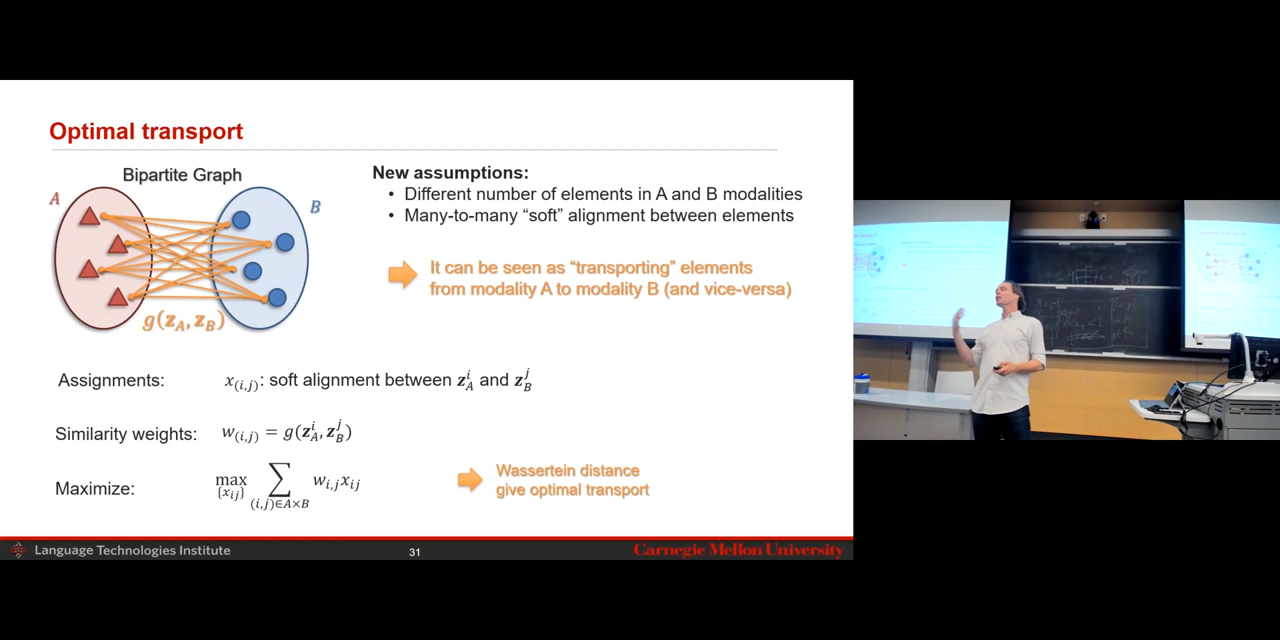 Optimal transport
Bipartite Graph
A
B
g(z_A, z_B)
New assumptions:
• Different number of elements in A and B modalities
• Many-to-many “soft” alignment between elements
It can be seen as “transporting” elements
from modality A to modality B (and vice-versa)
Assignments: x_(i,j): soft alignment between z_A^i and z_B^j
Similarity weights: w_(i,j) = g(z_A^i, z_B^j)
Maximize: max_{x_ij} ∑_(i,j)∈A×B w_i,j x_ij
Wassertein distance
give optimal transport
Language Technologies Institute
31
Carnegie Mellon University